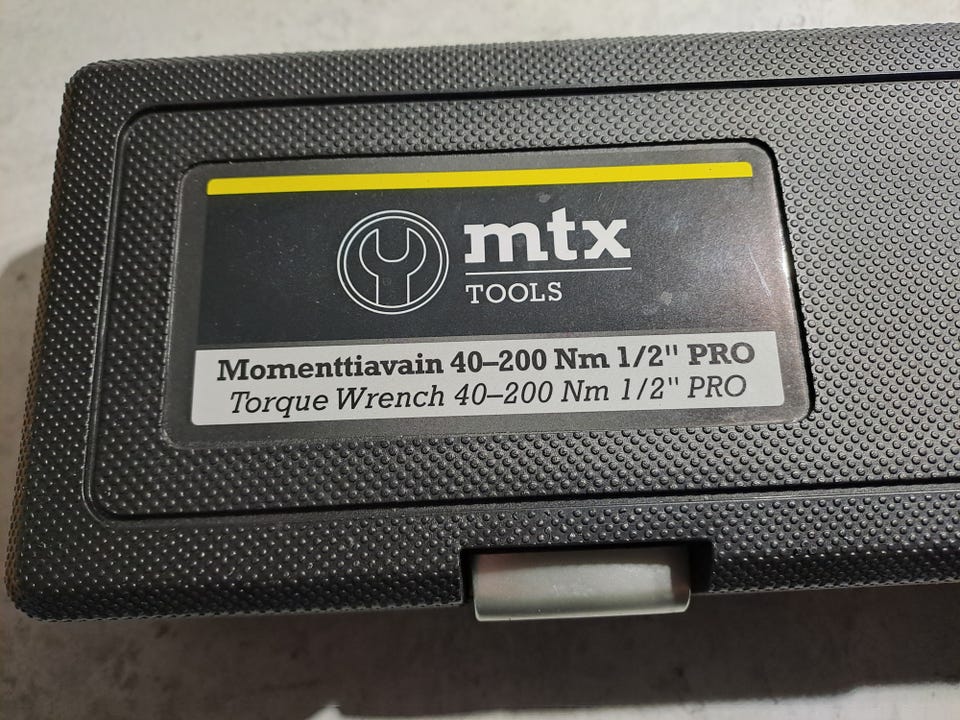 mtx
TOOLS
Momenttiavain 40–200 Nm 1/2" PRO
Torque Wrench 40–200 Nm 1/2" PRO